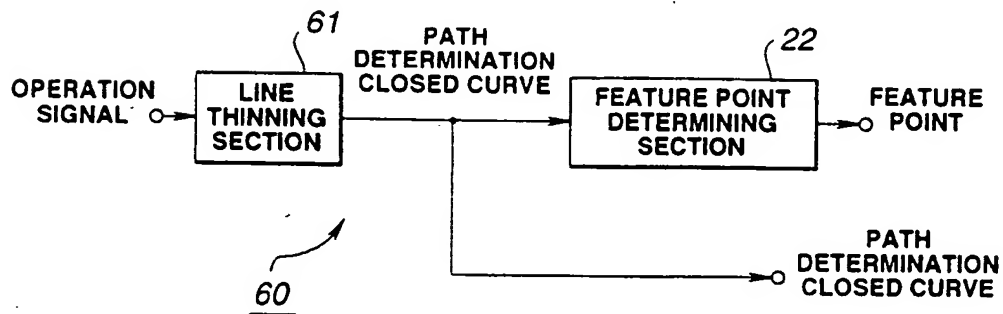 61
PATH
DETERMINATION
CLOSED CURVE
22
OPERATION
SIGNAL
LINE
THINNING
SECTION
FEATURE POINT
DETERMINING
SECTION
FEATURE
POINT
PATH
DETERMINATION
CLOSED CURVE
60